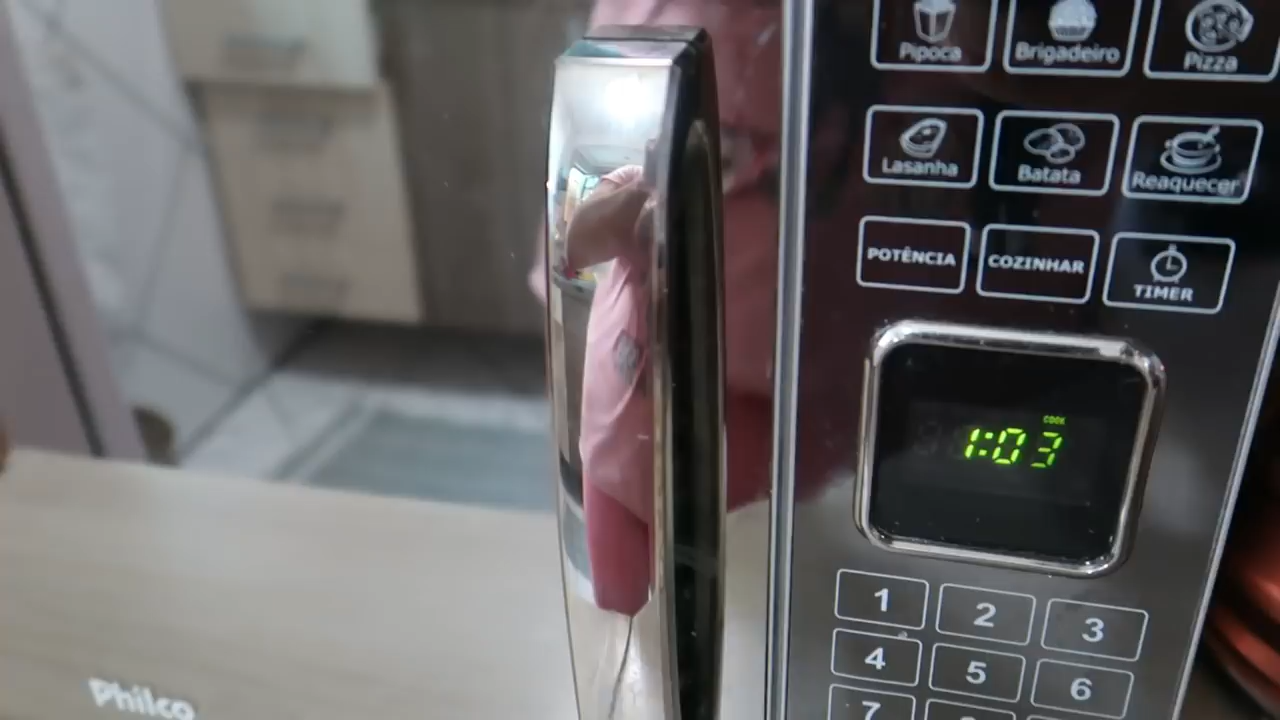 Pipoca Brigadeiro Pizza
Lasanha Batata Reaquecer
POTÊNCIA COZINHAR TIMER
COOK
1:03
1 2 3
4 5 6
7
Philco